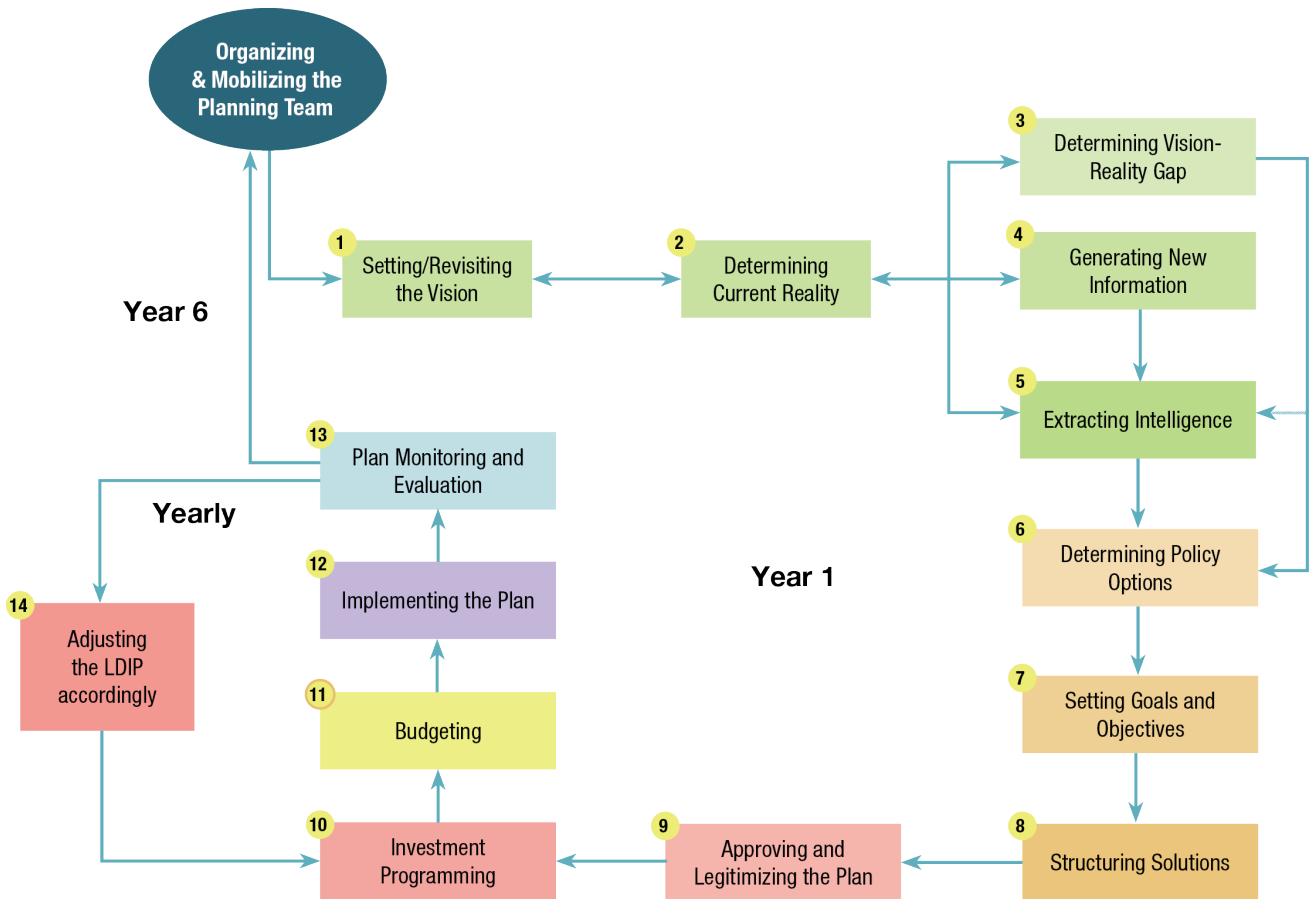 Organizing
& Mobilizing the
Planning Team
1
Setting/Revisiting
the Vision
2
Determining
Current Reality
3
Determining Vision-
Reality Gap
4
Generating New
Information
5
Extracting Intelligence
6
Determining Policy
Options
7
Setting Goals and
Objectives
8
Structuring Solutions
9
Approving and
Legitimizing the Plan
10
Investment
Programming
11
Budgeting
12
Implementing the Plan
13
Plan Monitoring and
Evaluation
14
Adjusting
the LDIP
accordingly
Year 6
Yearly
Year 1